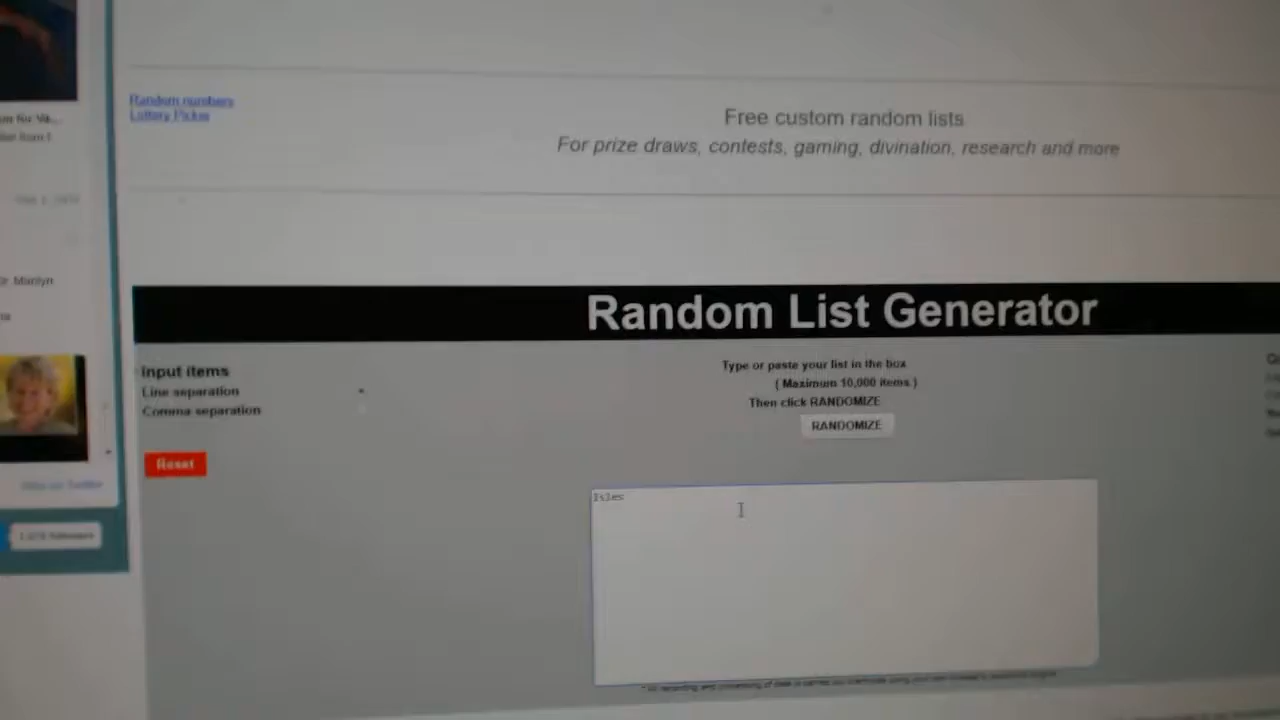 Random numbers
Lottery Picker
Free custom random lists
For prize draws, contests, gaming, divination, research and more
Marilyn
Random List Generator
Input items
Line separation
Comma separation
Reset
Type or paste your list in the box
( Maximum 10,000 items )
Then click RANDOMIZE
RANDOMIZE
Isles